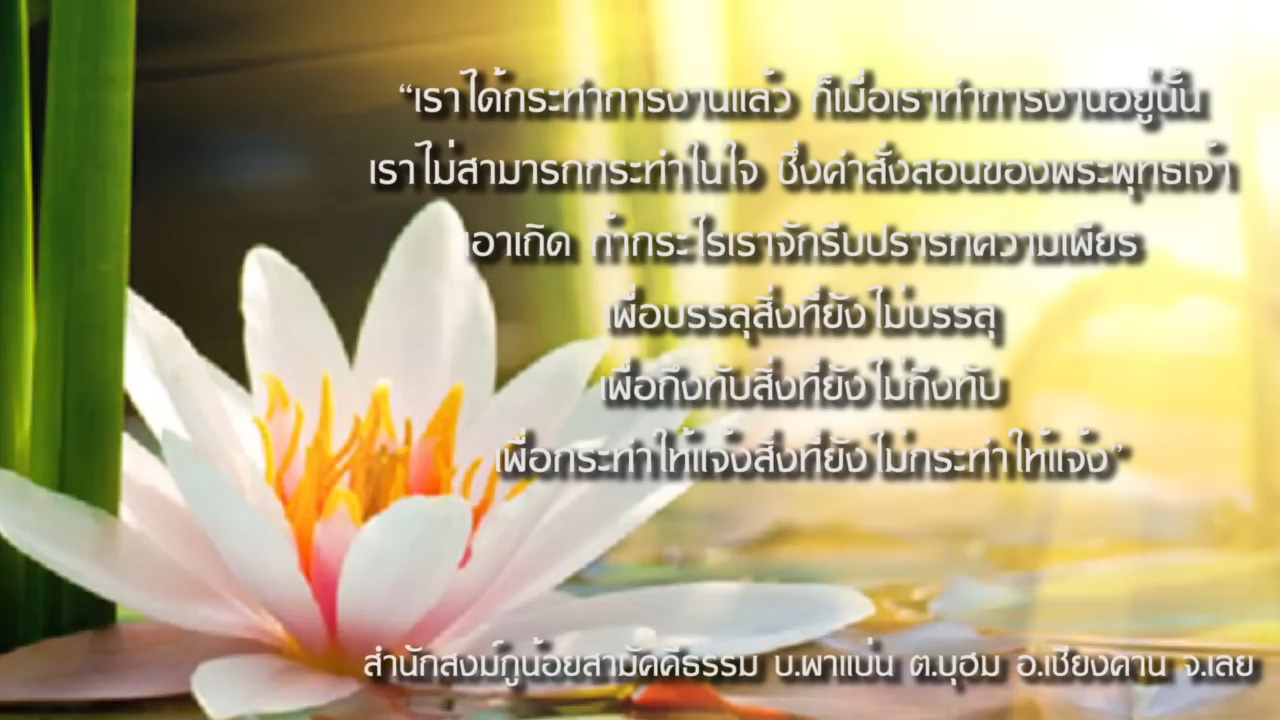 “เราได้กระทำการงานแล้ว ก็เมื่อเราทำการงานอยู่นั้น
เราไม่สามารถกระทำในใจ ซึ่งคำสั่งสอนของพระพุทธเจ้า
เอาเถิด ถ้ากระไรเราจักรีบปรารภความเพียร
เพื่อบรรลุสิ่งที่ยังไม่บรรลุ
เพื่อถึงทับสิ่งที่ยังไม่ถึงทับ
เพื่อกระทำให้แจ้งสิ่งที่ยังไม่กระทำให้แจ้ง”
สำนักสงฆ์ภูน้อยสามัคคีธรรม บ.ผาแบ่น ต.บุฮม อ.เชียงคาน จ.เลย